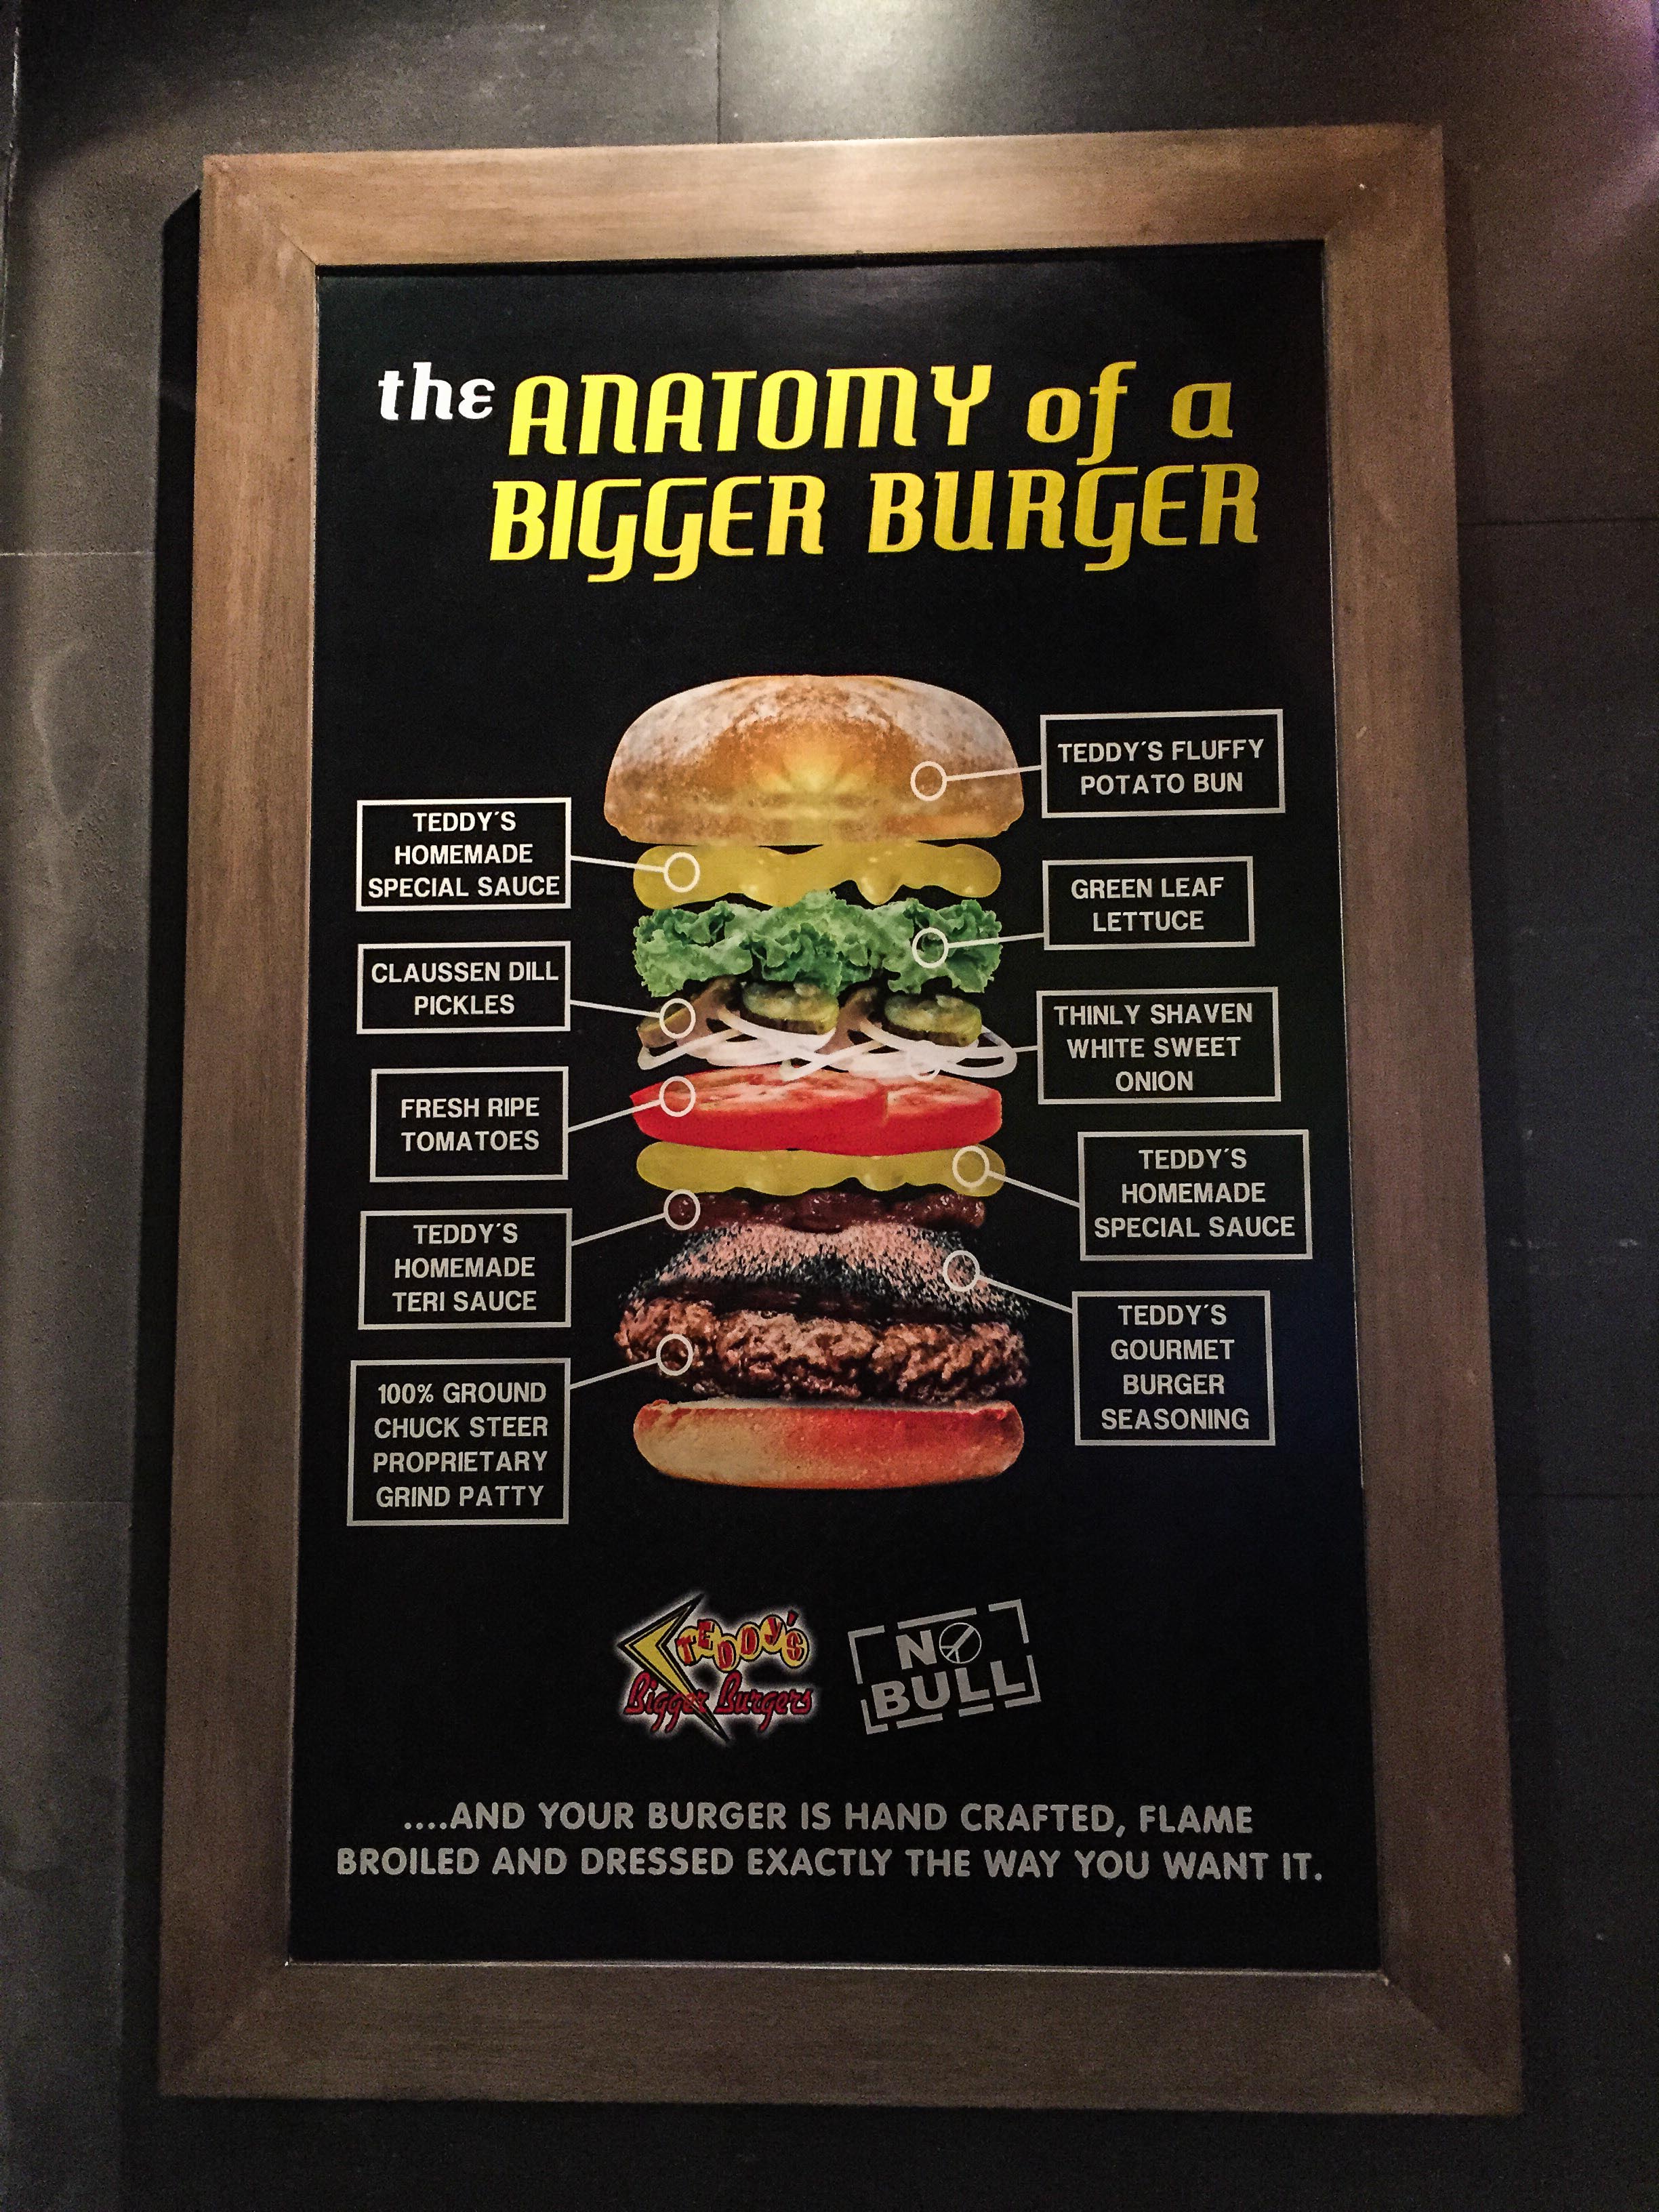 the ANATOMY of a
BIGGER BURGER
TEDDY'S FLUFFY
POTATO BUN
TEDDY'S
HOMEMADE
SPECIAL SAUCE
GREEN LEAF
LETTUCE
CLAUSSEN DILL
PICKLES
THINLY SHAVEN
WHITE SWEET
ONION
FRESH RIPE
TOMATOES
TEDDY'S
HOMEMADE
SPECIAL SAUCE
TEDDY'S
HOMEMADE
TERI SAUCE
TEDDY'S
GOURMET
BURGER
SEASONING
100% GROUND
CHUCK STEER
PROPRIETARY
GRIND PATTY
TEDDY'S
Bigger Burgers
NO
BULL
....AND YOUR BURGER IS HAND CRAFTED, FLAME
BROILED AND DRESSED EXACTLY THE WAY YOU WANT IT.